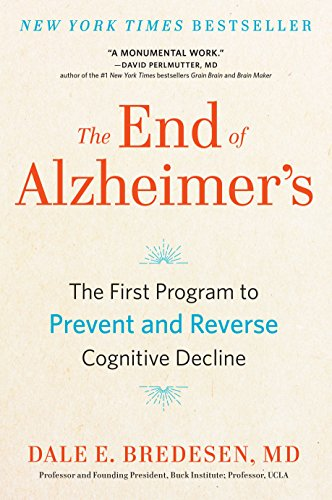 NEW YORK TIMES BESTSELLER
"A MONUMENTAL WORK."
—DAVID PERLMUTTER, MD
author of the #1 New York Times bestsellers Grain Brain and Brain Maker
The End of
Alzheimer's
The First Program to
Prevent and Reverse
Cognitive Decline
DALE E. BREDESEN, MD
Professor and Founding President, Buck Institute; Professor, UCLA